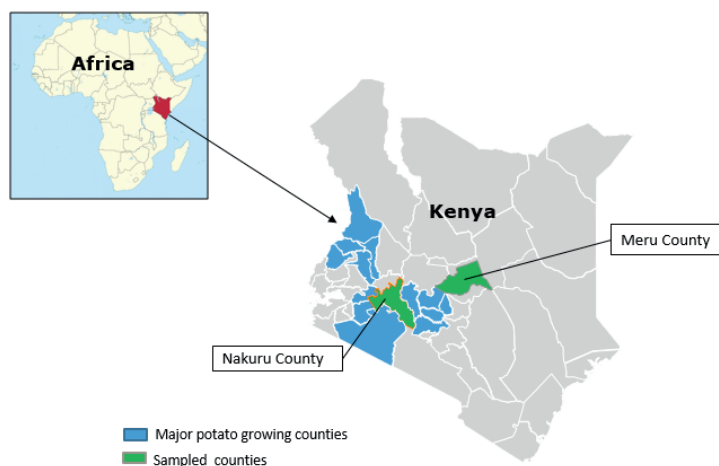 Africa
Kenya
Meru County
Nakuru County
Major potato growing counties
Sampled counties